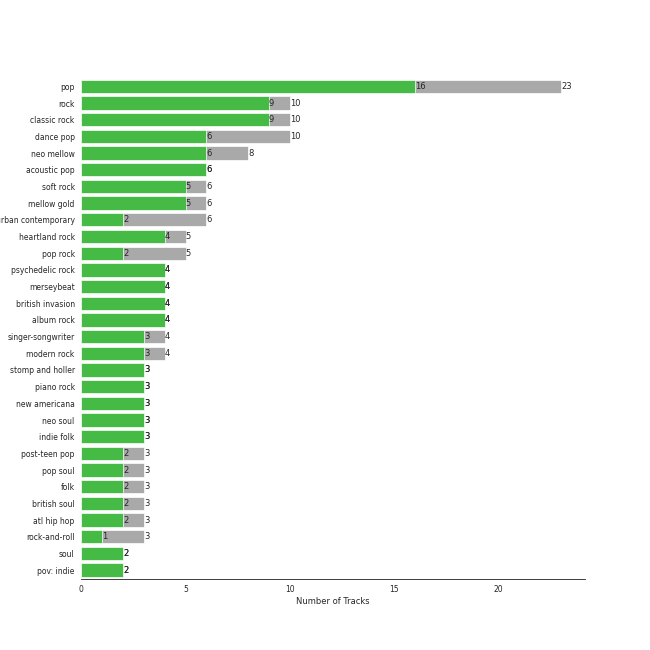 pop 16 23
rock 9 10
classic rock 9 10
dance pop 6 10
neo mellow 6 8
acoustic pop 6
soft rock 5 6
mellow gold 5 6
rban contemporary 2 6
heartland rock 4 5
pop rock 2 5
psychedelic rock 4
merseybeat 4
british invasion 4
album rock 4
singer-songwriter 3 4
modern rock 3 4
stomp and holler 3
piano rock 3
new americana 3
neo soul 3
indie folk 3
post-teen pop 2 3
pop soul 2 3
folk 2 3
british soul 2 3
atl hip hop 2 3
rock-and-roll 1 3
soul 2
pov: indie 2
0 5 10 15 20
Number of Tracks